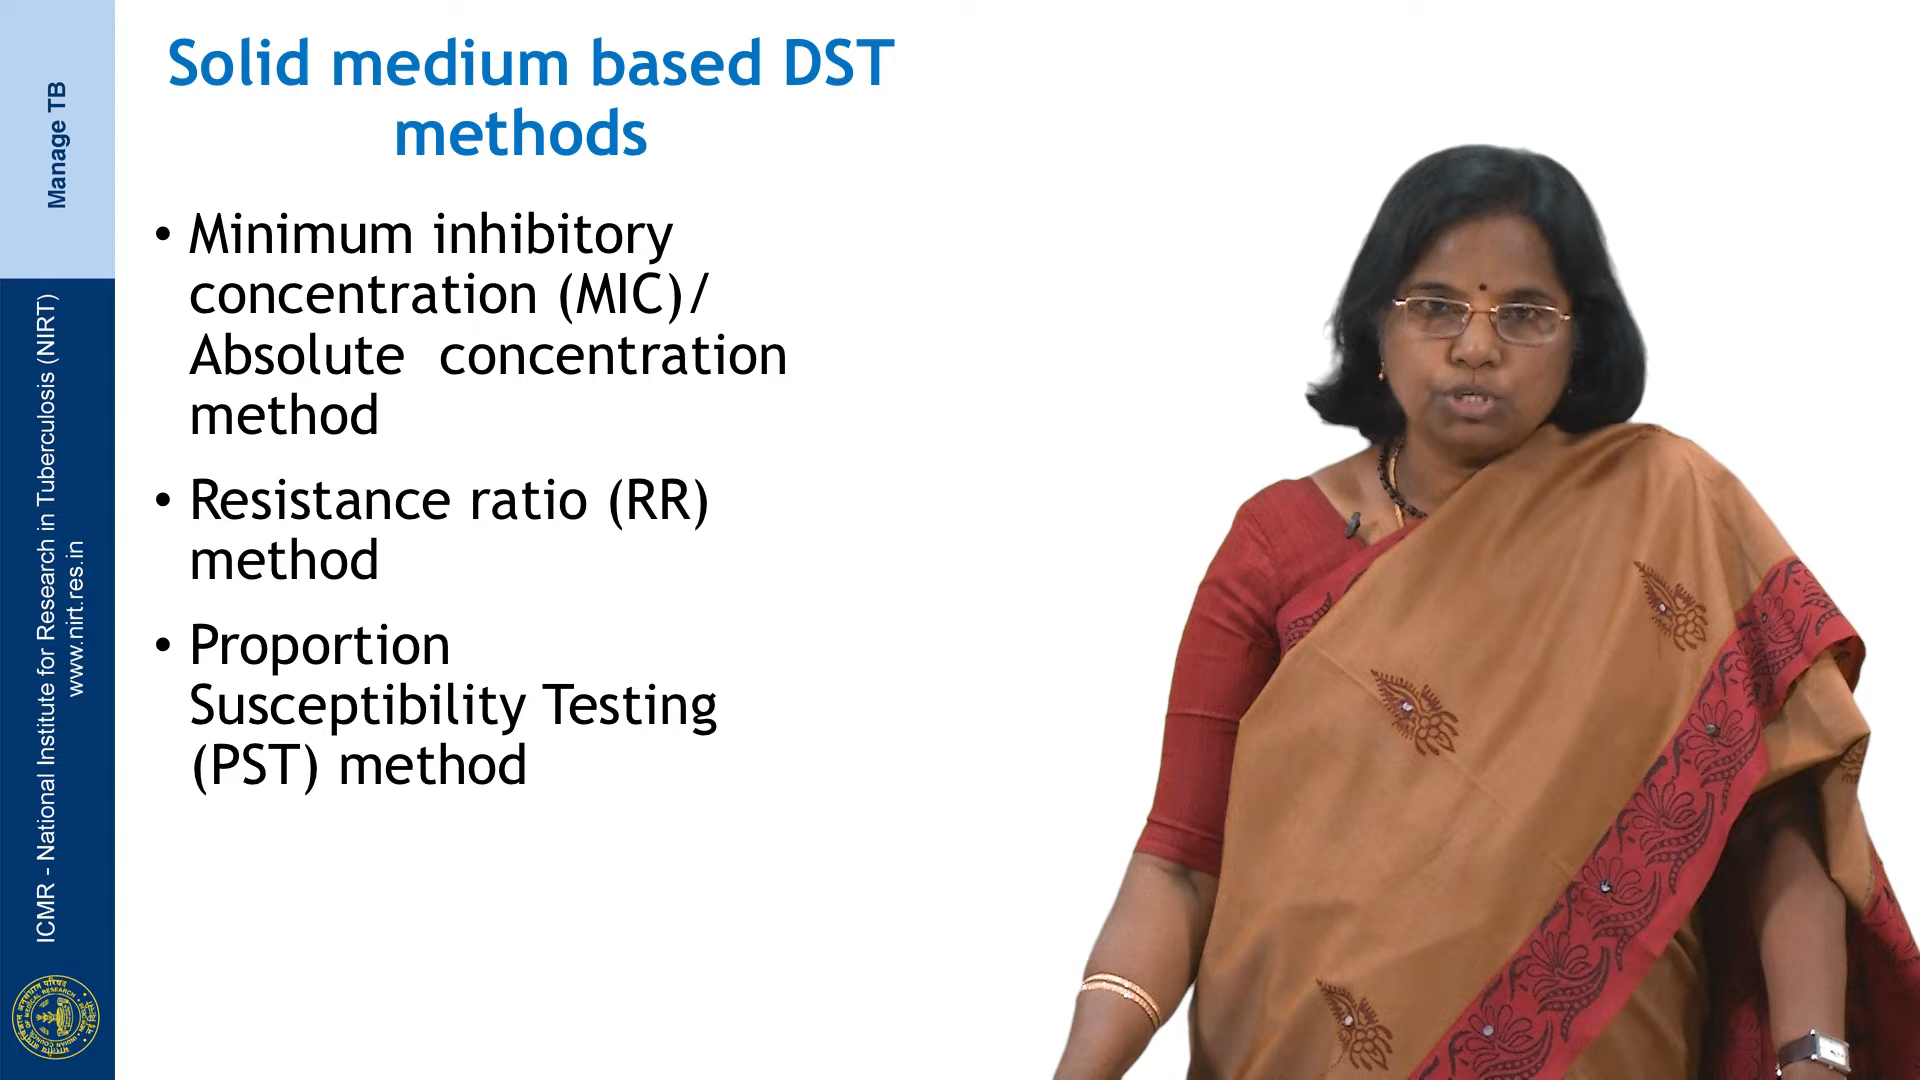 Solid medium based DST
methods
• Minimum inhibitory
concentration (MIC)/
Absolute concentration
method
• Resistance ratio (RR)
method
• Proportion
Susceptibility Testing
(PST) method
Manage TB
ICMR - National Institute for Research in Tuberculosis (NIRT)
www.nirt.res.in